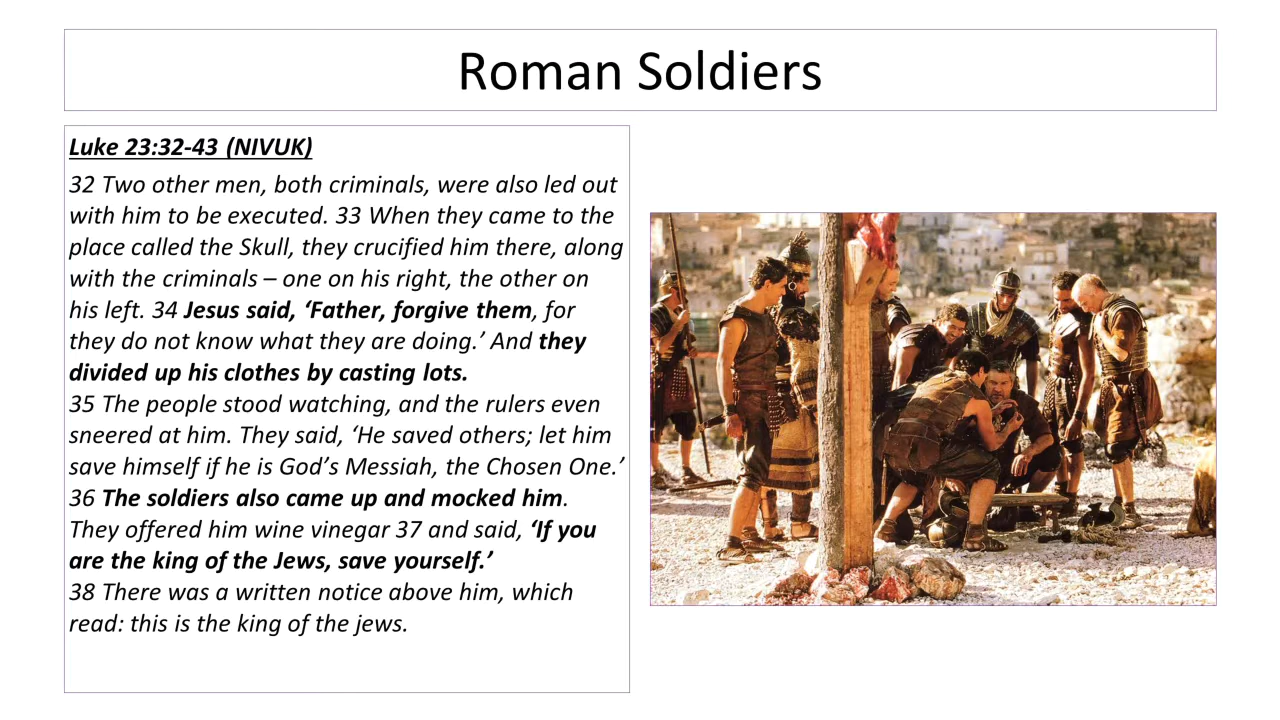 Roman Soldiers
Luke 23:32-43 (NIVUK)
32 Two other men, both criminals, were also led out
with him to be executed. 33 When they came to the
place called the Skull, they crucified him there, along
with the criminals – one on his right, the other on
his left. 34 Jesus said, ‘Father, forgive them, for
they do not know what they are doing.’ And they
divided up his clothes by casting lots.
35 The people stood watching, and the rulers even
sneered at him. They said, ‘He saved others; let him
save himself if he is God’s Messiah, the Chosen One.’
36 The soldiers also came up and mocked him.
They offered him wine vinegar 37 and said, ‘If you
are the king of the Jews, save yourself.’
38 There was a written notice above him, which
read: this is the king of the jews.